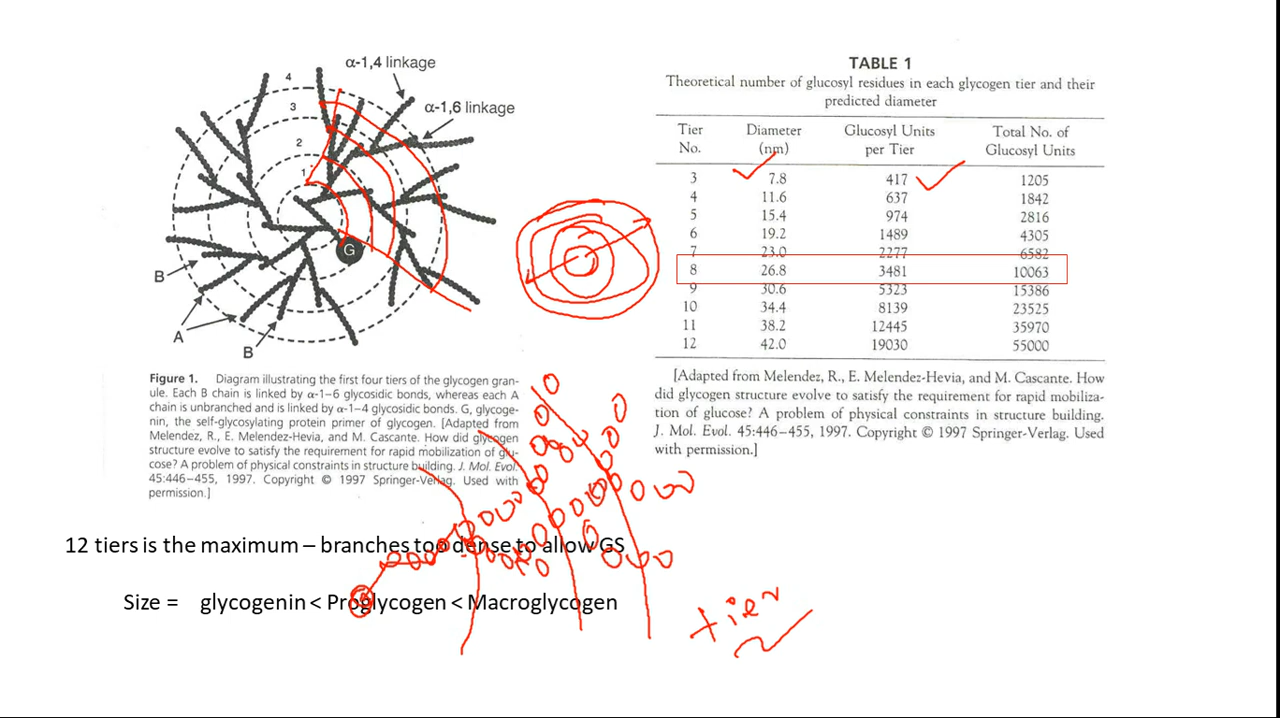 α-1,4 linkage
α-1,6 linkage
4
3
2
1
G
B
A
B
Figure 1. Diagram illustrating the first four tiers of the glycogen gran-
ule. Each B chain is linked by α-1–6 glycosidic bonds, whereas each A
chain is unbranched and is linked by α-1–4 glycosidic bonds. G, glycoge-
nin, the self-glycosylating protein primer of glycogen. [Adapted from
Melendez, R., E. Melendez-Hevia, and M. Cascante. How did glycogen
structure evolve to satisfy the requirement for rapid mobilization of glu-
cose? A problem of physical constraints in structure building. J. Mol. Evol.
45:446–455, 1997. Copyright © 1997 Springer-Verlag. Used with
permission.]
TABLE 1
Theoretical number of glucosyl residues in each glycogen tier and their
predicted diameter
Tier No. Diameter (nm) Glucosyl Units per Tier Total No. of Glucosyl Units
3 7.8 417 1205
4 11.6 637 1842
5 15.4 974 2816
6 19.2 1489 4305
7 23.0 2277 6582
8 26.8 3481 10063
9 30.6 5323 15386
10 34.4 8139 23525
11 38.2 12445 35970
12 42.0 19030 55000
[Adapted from Melendez, R., E. Melendez-Hevia, and M. Cascante. How
did glycogen structure evolve to satisfy the requirement for rapid mobiliza-
tion of glucose? A problem of physical constraints in structure building.
J. Mol. Evol. 45:446–455, 1997. Copyright © 1997 Springer-Verlag. Used
with permission.]
12 tiers is the maximum – branches too dense to allow GS
Size = glycogenin < Proglycogen < Macroglycogen
tier